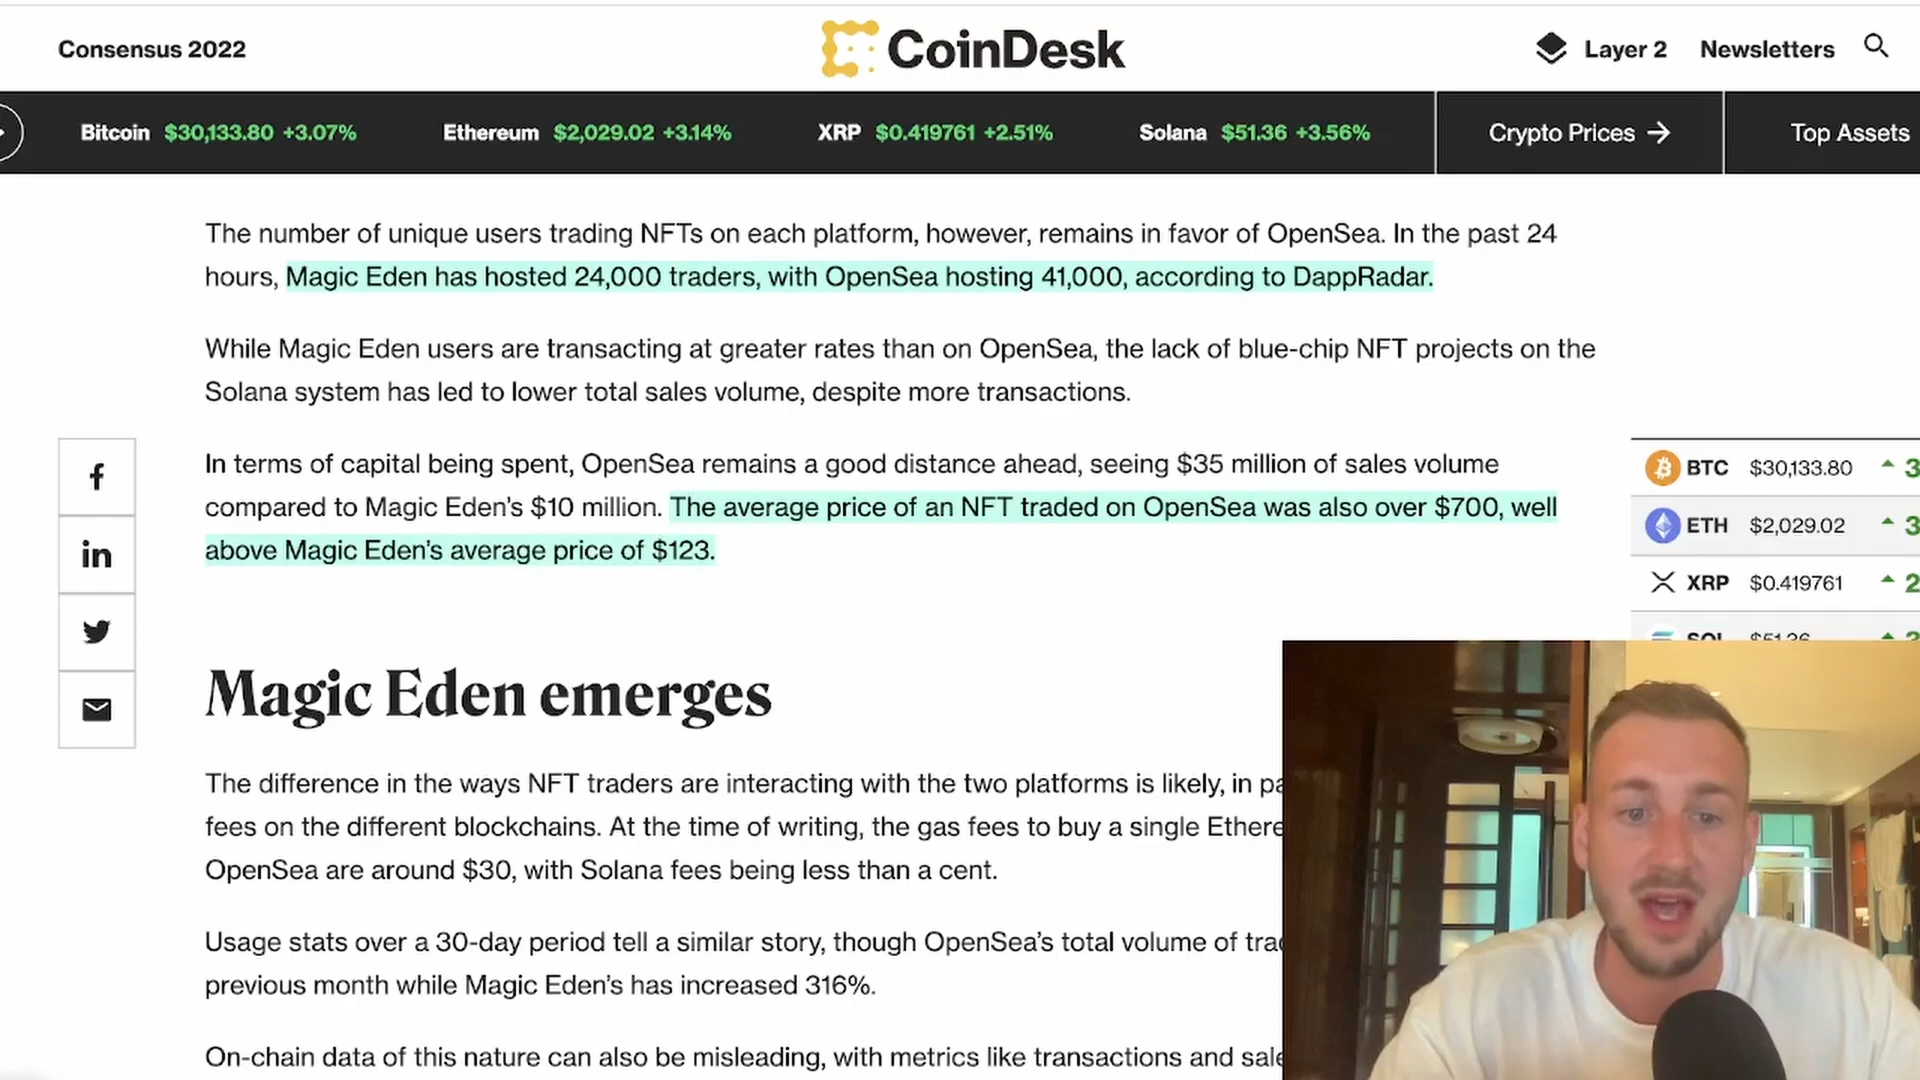 Consensus 2022
CoinDesk
Layer 2
Newsletters
Bitcoin $30,133.80 +3.07%
Ethereum $2,029.02 +3.14%
XRP $0.419761 +2.51%
Solana $51.36 +3.56%
Crypto Prices →
Top Assets
The number of unique users trading NFTs on each platform, however, remains in favor of OpenSea. In the past 24
hours, Magic Eden has hosted 24,000 traders, with OpenSea hosting 41,000, according to DappRadar.
While Magic Eden users are transacting at greater rates than on OpenSea, the lack of blue-chip NFT projects on the
Solana system has led to lower total sales volume, despite more transactions.
In terms of capital being spent, OpenSea remains a good distance ahead, seeing $35 million of sales volume
compared to Magic Eden’s $10 million. The average price of an NFT traded on OpenSea was also over $700, well
above Magic Eden’s average price of $123.
BTC $30,133.80 3
ETH $2,029.02 3
XRP $0.419761 2
SOL $51.36
Magic Eden emerges
The difference in the ways NFT traders are interacting with the two platforms is likely, in pa
fees on the different blockchains. At the time of writing, the gas fees to buy a single Ethere
OpenSea are around $30, with Solana fees being less than a cent.
Usage stats over a 30-day period tell a similar story, though OpenSea’s total volume of trad
previous month while Magic Eden’s has increased 316%.
On-chain data of this nature can also be misleading, with metrics like transactions and sale